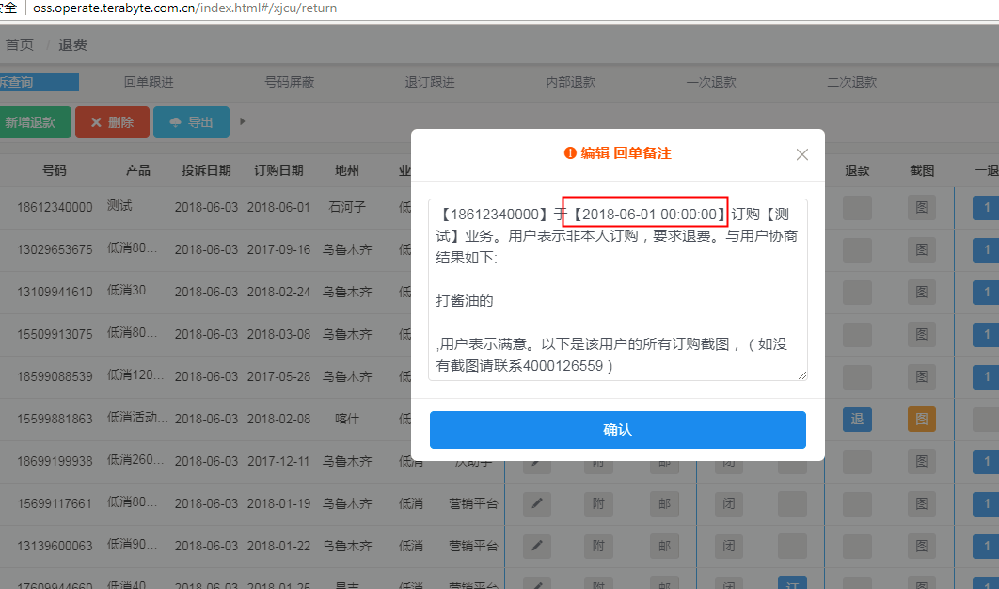 全 oss.operate.terabyte.com.cn/index.html#/xjcu/return
首页 / 退费
诉查询 回单跟进 号码屏蔽 退订跟进 内部退款 一次退款 二次退款
新增退款 删除 导出
号码 产品 投诉日期 订购日期 地州 业 退款 截图 一退
编辑 回单备注
18612340000 测试 2018-06-03 2018-06-01 石河子 低 图 1
【18612340000】于【2018-06-01 00:00:00】订购【测
试】业务。用户表示非本人订购，要求退费。与用户协商
结果如下:
打酱油的
,用户表示满意。以下是该用户的所有订购截图，（如没
有截图请联系4000126559）
确认
13029653675 低消80... 2018-06-03 2017-09-16 乌鲁木齐 低 图 1
13109941610 低消30... 2018-06-03 2018-02-24 乌鲁木齐 低 图 1
15509913075 低消80... 2018-06-03 2018-03-08 乌鲁木齐 低 图 1
18599088539 低消120... 2018-06-03 2017-05-28 乌鲁木齐 低 图 1
15599881863 低消活动... 2018-06-03 2018-02-08 喀什 低 退 图
18699199938 低消260... 2018-06-03 2017-12-11 乌鲁木齐 低消 附 邮 闭 图 1
15699117661 低消80... 2018-06-03 2018-01-19 乌鲁木齐 低消 营销平台 附 邮 闭 图 1
13139600063 低消90... 2018-06-03 2018-01-22 乌鲁木齐 低消 营销平台 附 邮 闭 图 1
17609944660 低消40... 2018-06-03 2018-01-25 昌吉 低消 营销平台 附 邮 闭 订 图 1